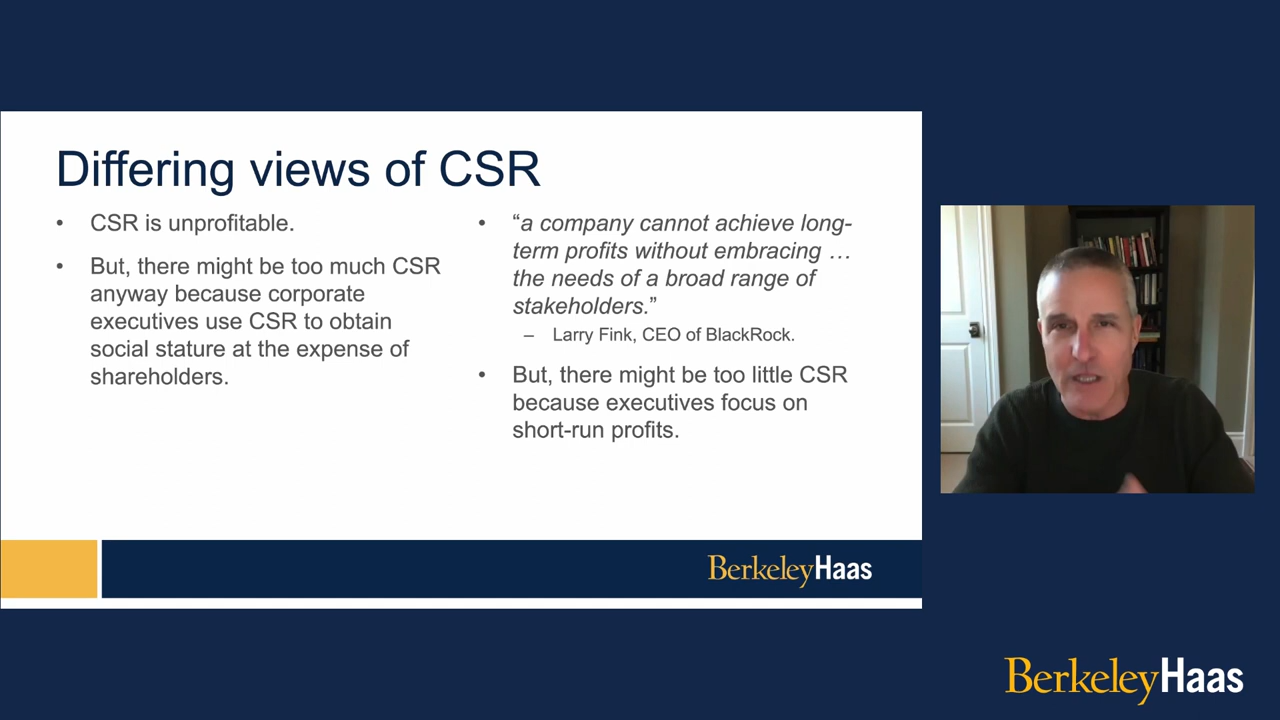 Differing views of CSR
• CSR is unprofitable.
• But, there might be too much CSR
anyway because corporate
executives use CSR to obtain
social stature at the expense of
shareholders.
• “a company cannot achieve long-
term profits without embracing …
the needs of a broad range of
stakeholders.”
– Larry Fink, CEO of BlackRock.
• But, there might be too little CSR
because executives focus on
short-run profits.
BerkeleyHaas
BerkeleyHaas